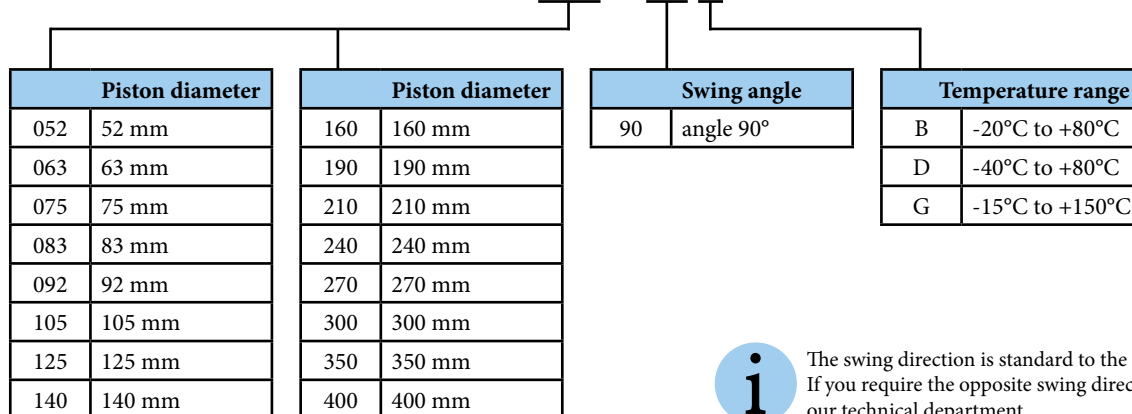 Piston diameter
052 52 mm
063 63 mm
075 75 mm
083 83 mm
092 92 mm
105 105 mm
125 125 mm
140 140 mm
Piston diameter
160 160 mm
190 190 mm
210 210 mm
240 240 mm
270 270 mm
300 300 mm
350 350 mm
400 400 mm
Swing angle
90 angle 90°
Temperature range
B -20°C to +80°C
D -40°C to +80°C
G -15°C to +150°C
i
The swing direction is standard to the
If you require the opposite swing
our technical department